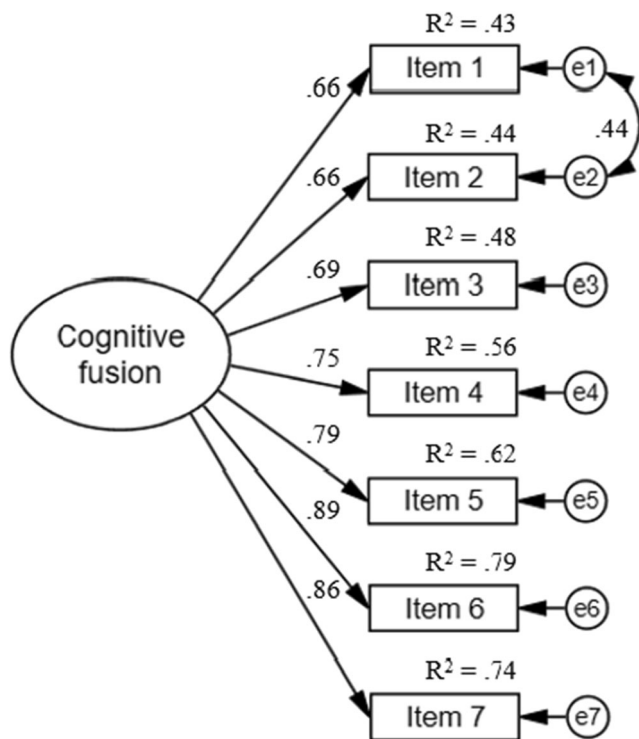 R² = .43
Item 1
e1
.66
.44
R² = .44
Item 2
e2
.66
R² = .48
Item 3
e3
.69
Cognitive
fusion
R² = .56
Item 4
e4
.75
R² = .62
Item 5
e5
.79
R² = .79
Item 6
e6
.89
R² = .74
Item 7
e7
.86